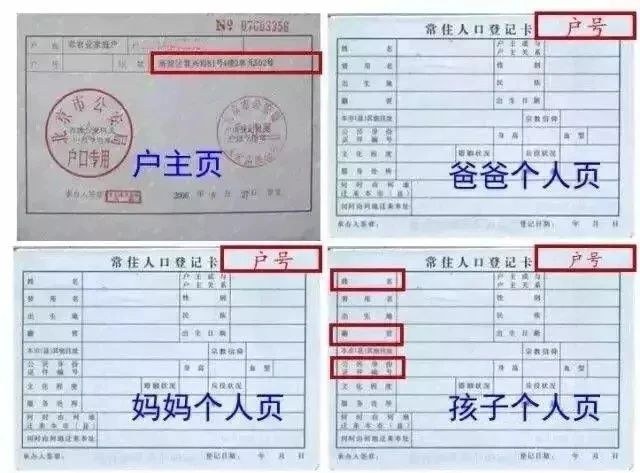 No 07603356
非农业家庭户
北京市公安局
户口专用
户主页
承办人签章
常住人口登记卡
户号
姓 名
户主或与户主关系
曾用名
性别
出生地
民族
籍贯
出生日期
本市(县)其他住址
宗教信仰
公民身份证件编号
身高
血型
文化程度
婚姻状况
兵役状况
服务处所
何时由何地迁来本市(县)
何时由何地迁来本址
承办人签章:
登记日期: 年 月 日
爸爸个人页
常住人口登记卡
户号
姓 名
户主或与户主关系
曾用名
性别
出生地
民族
籍贯
出生日期
本市(县)其他住址
宗教信仰
公民身份证件编号
身高
血型
文化程度
婚姻状况
兵役状况
服务处所
何时由何地迁来本市(县)
何时由何地迁来本址
承办人签章:
登记日期: 年 月 日
妈妈个人页
常住人口登记卡
户号
姓 名
户主或与户主关系
曾用名
性别
出生地
民族
籍贯
出生日期
本市(县)其他住址
宗教信仰
公民身份证件编号
身高
血型
文化程度
婚姻状况
兵役状况
服务处所
何时由何地迁来本市(县)
何时由何地迁来本址
承办人签章:
登记日期: 年 月 日
孩子个人页